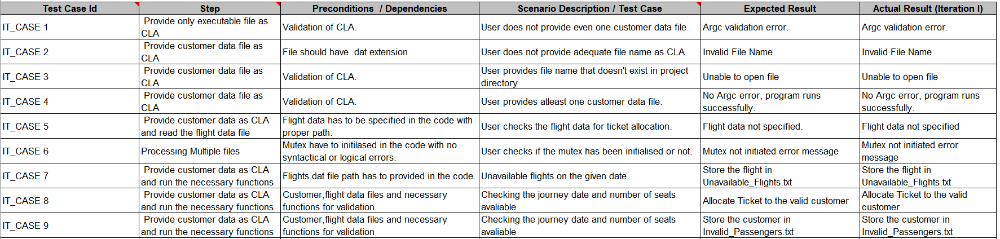 Test Case Id Step Preconditions / Dependencies Scenario Description / Test Case Expected Result Actual Result (Iteration I)
IT_CASE 1
Provide only executable file as
CLA
Validation of CLA.
User does not provide even one customer data file.
Argc validation error.
Argc validation error.
IT_CASE 2
Provide customer data file as
CLA
File should have .dat extension
User does not provide adequate file name as CLA.
Invalid File Name
Invalid File Name
IT_CASE 3
Provide customer data file as
CLA
Validation of CLA.
User provides file name that doesn't exist in project
directory
Unable to open file
Unable to open file
IT_CASE 4
Provide customer data file as
CLA
Validation of CLA.
User provides atleast one customer data file.
No Argc error, program runs
successfully.
No Argc error, program runs
successfully.
IT_CASE 5
Provide customer data as CLA
and read the flight data file
Flight data has to be specified in the code with
proper path.
User checks the flight data for ticket allocation.
Flight data not specified.
Flight data not specified
IT_CASE 6
Processing Multiple files
Mutex have to initilased in the code with no
syntactical or logical errors.
User checks if the mutex has been initialised or not.
Mutex not initiated error message
Mutex not initiated error
message
IT_CASE 7
Provide customer data as CLA
and run the necessary functions
Flights.dat file path has to provided in the code.
Unavailable flights on the given date.
Store the flight in
Unavailable_Flights.txt
Store the flight in
Unavailable_Flights.txt
IT_CASE 8
Provide customer data as CLA
and run the necessary functions
Customer,flight data files and necessary
functions for validation
Checking the journey date and number of seats
avaliable
Allocate Ticket to the valid customer
Allocate Ticket to the valid
customer
IT_CASE 9
Provide customer data as CLA
and run the necessary functions
Customer,flight data files and necessary
functions for validation
Checking the journey date and number of seats
avaliable
Store the customer in
Invalid_Passengers.txt
Store the customer in
Invalid_Passengers.txt